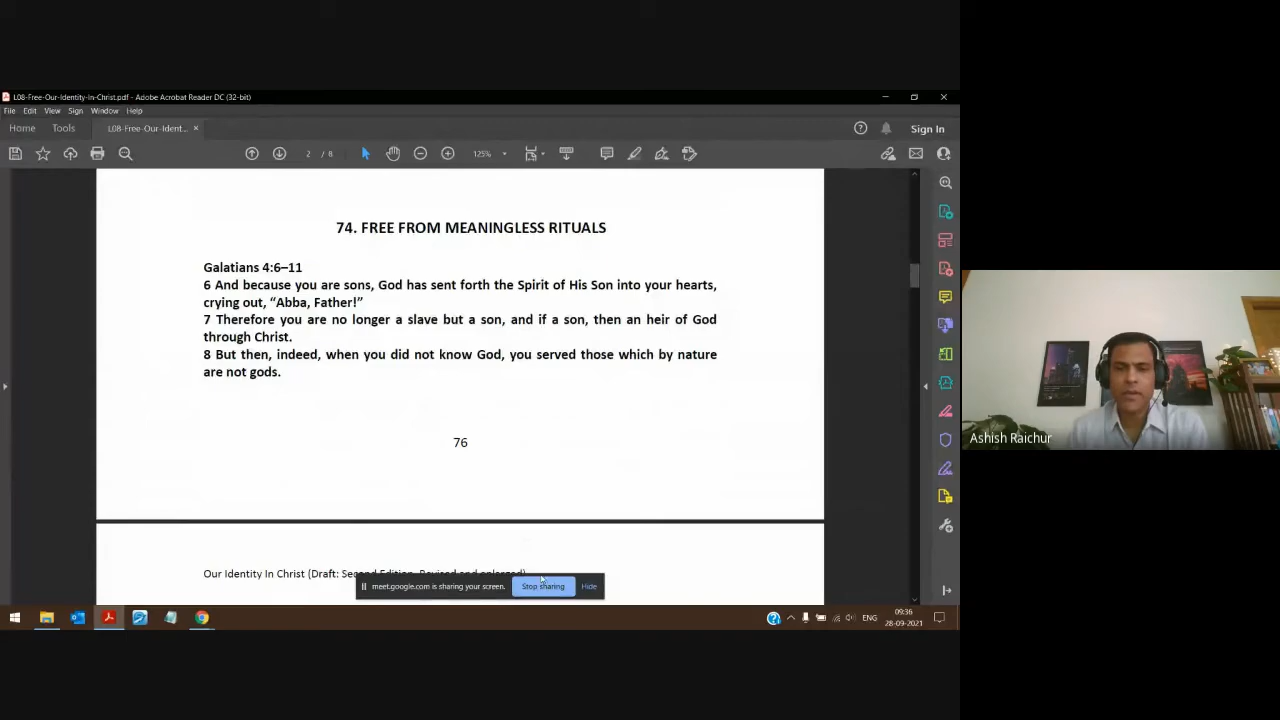 L08-Free-Our-Identity-In-Christ.pdf - Adobe Acrobat Reader DC (32-bit)
File Edit View Sign Window Help
Home Tools L08-Free-Our-Ident... × Sign In
2 / 8 125%
74. FREE FROM MEANINGLESS RITUALS
Galatians 4:6–11
6 And because you are sons, God has sent forth the Spirit of His Son into your hearts,
crying out, “Abba, Father!”
7 Therefore you are no longer a slave but a son, and if a son, then an heir of God
through Christ.
8 But then, indeed, when you did not know God, you served those which by nature
are not gods.
76
Our Identity In Christ (Draft: Second Edition, Revised and enlarged)
meet.google.com is sharing your screen. Stop sharing Hide
Ashish Raichur
ENG
09:36
28-09-2021